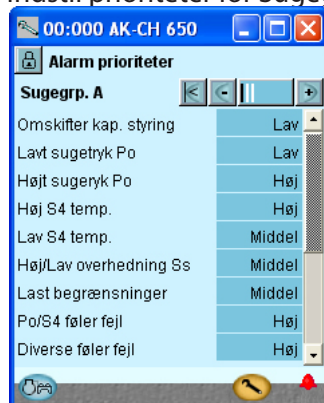 00:000 AK-CH 650
Alarm prioriteter
Sugegrp. A
Omskifter kap. styring Lav
Lavt sugetryk Po Lav
Højt sugeryk Po Høj
Høj S4 temp. Høj
Lav S4 temp. Middel
Høj/Lav overhedning Ss Middel
Last begrænsninger Middel
Po/S4 føler fejl Høj
Diverse føler fejl Høj